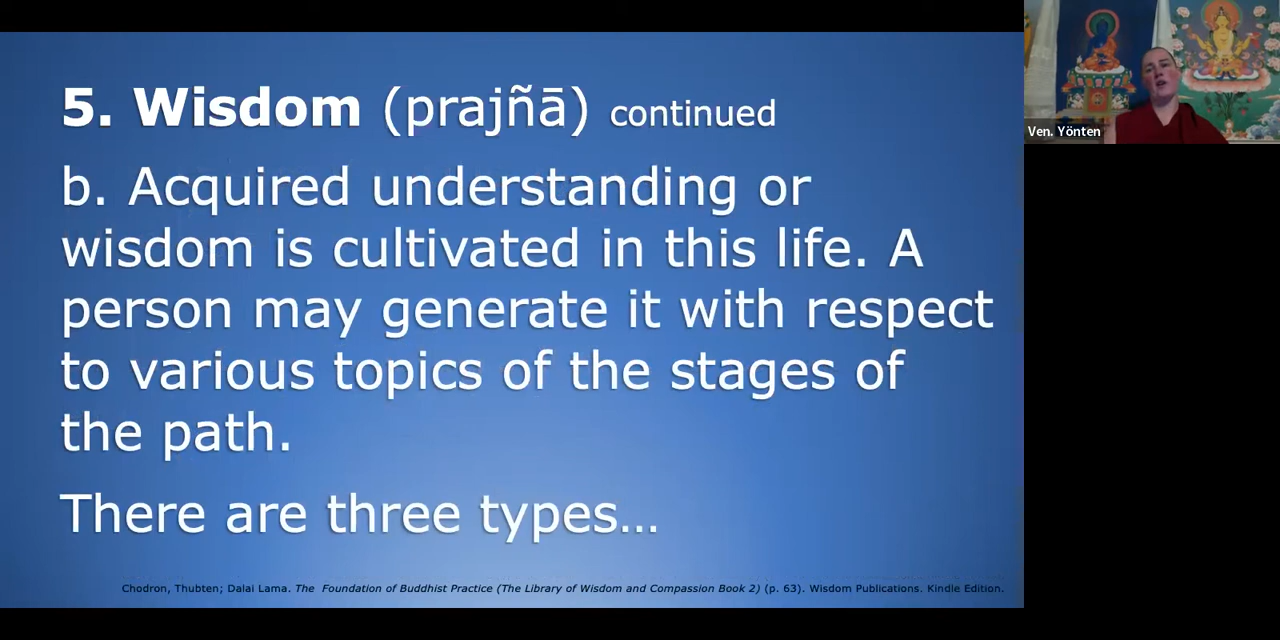 5. Wisdom (prajñā) continued
b. Acquired understanding or
wisdom is cultivated in this life. A
person may generate it with respect
to various topics of the stages of
the path.
There are three types…
Chodron, Thubten; Dalai Lama. The Foundation of Buddhist Practice (The Library of Wisdom and Compassion Book 2) (p. 63). Wisdom Publications. Kindle Edition.
Ven. Yönten